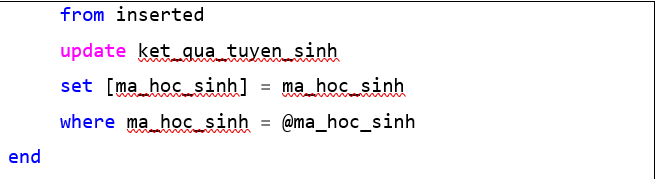 from inserted
update ket_qua_tuyen_sinh
set [ma_hoc_sinh] = ma_hoc_sinh
where ma_hoc_sinh = @ma_hoc_sinh
end